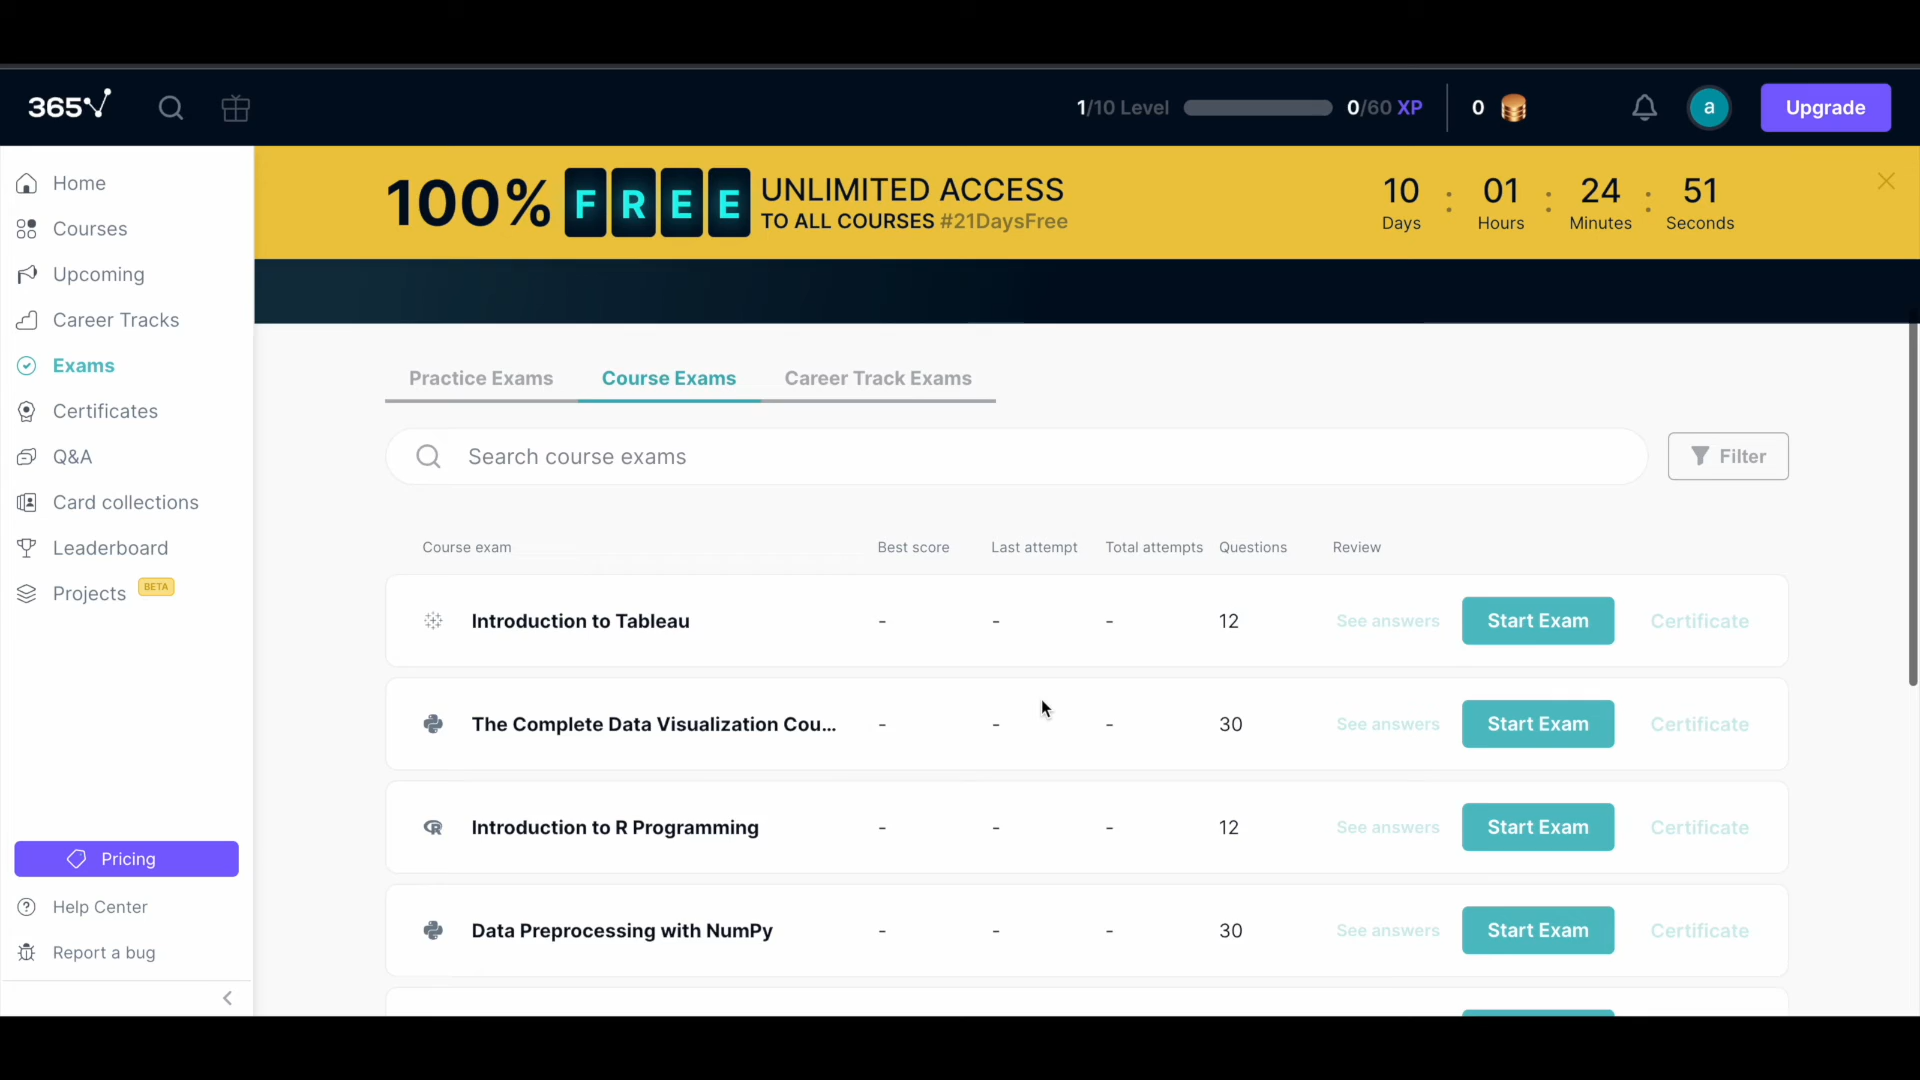 365
1/10 Level
0/60 XP
0
a
Upgrade
Home
Courses
Upcoming
Career Tracks
Exams
Certificates
Q&A
Card collections
Leaderboard
Projects BETA
Pricing
Help Center
Report a bug
100% FREE UNLIMITED ACCESS
TO ALL COURSES #21DaysFree
10 : 01 : 24 : 51
Days Hours Minutes Seconds
Practice Exams Course Exams Career Track Exams
Search course exams
Filter
Course exam Best score Last attempt Total attempts Questions Review
Introduction to Tableau - - - 12 See answers Start Exam Certificate
The Complete Data Visualization Cou... - - - 30 See answers Start Exam Certificate
Introduction to R Programming - - - 12 See answers Start Exam Certificate
Data Preprocessing with NumPy - - - 30 See answers Start Exam Certificate